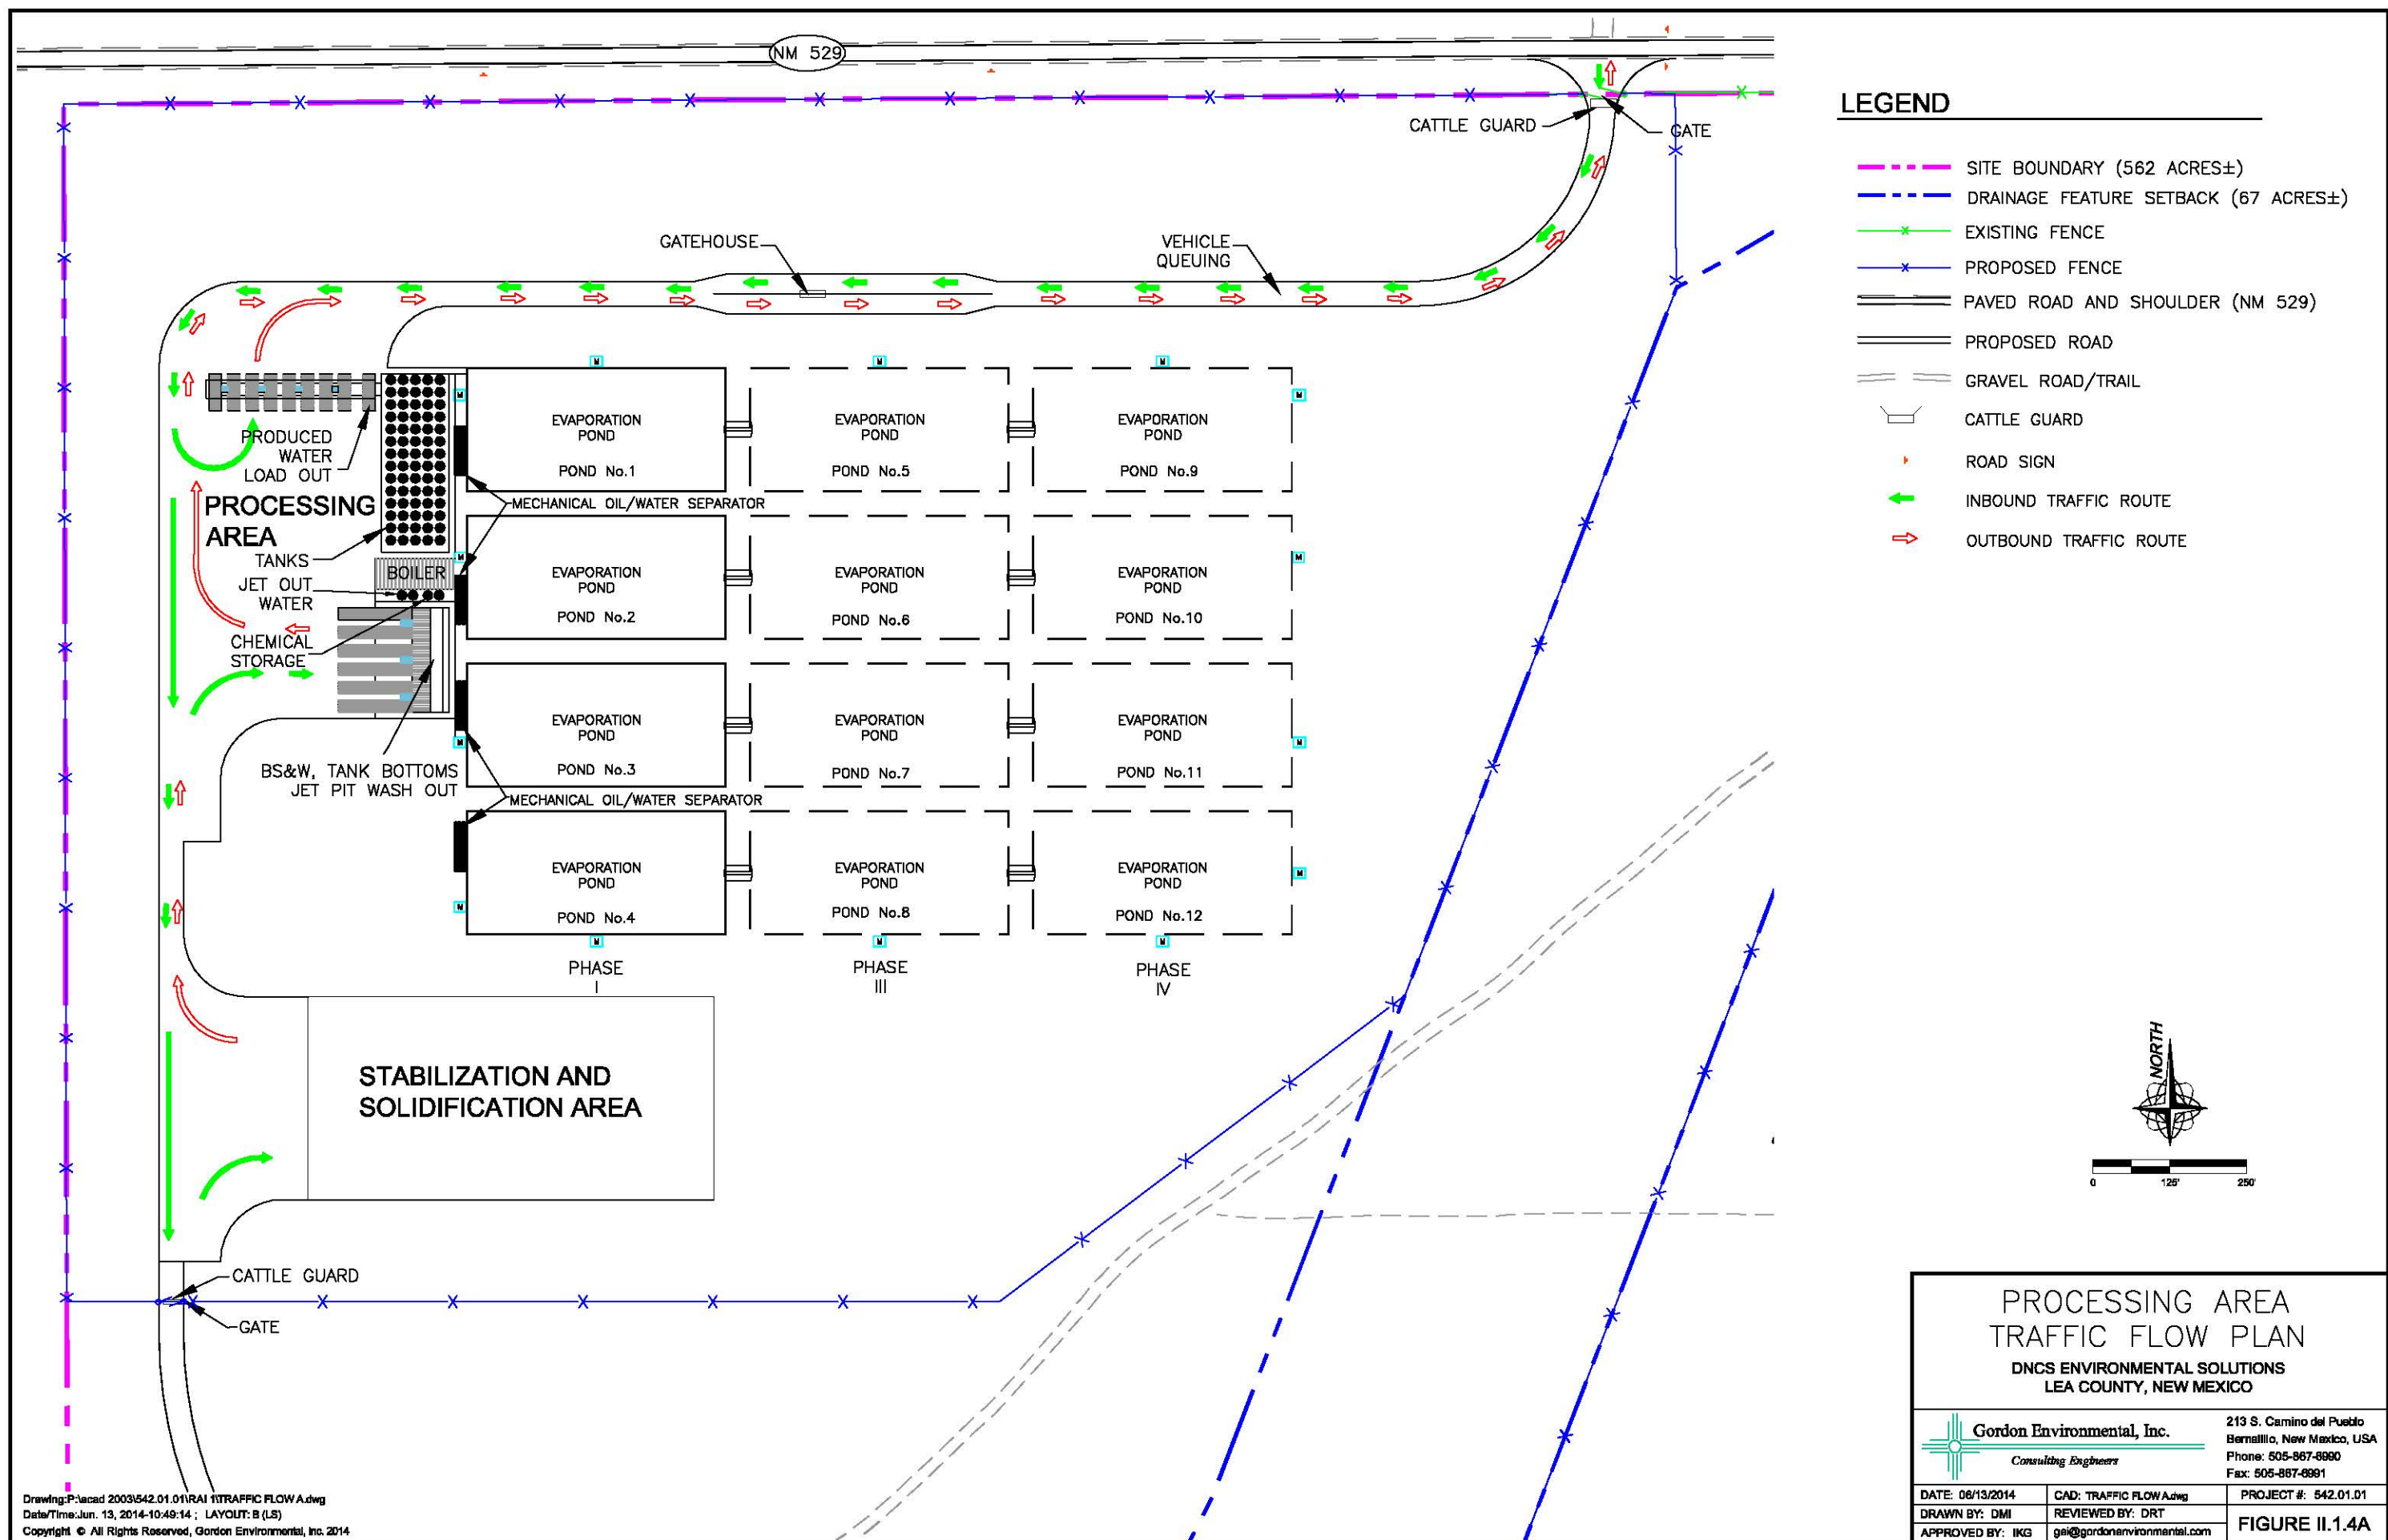 NM 529
CATTLE GUARD
GATE
GATEHOUSE
VEHICLE
QUEUING
PRODUCED
WATER
LOAD OUT
PROCESSING
AREA
TANKS
BOILER
JET OUT
WATER
CHEMICAL
STORAGE
BS&W, TANK BOTTOMS
JET PIT WASH OUT
MECHANICAL OIL/WATER SEPARATOR
MECHANICAL OIL/WATER SEPARATOR
M
M
M
M
M
EVAPORATION
POND
POND No.1
EVAPORATION
POND
POND No.5
EVAPORATION
POND
POND No.9
M
M
EVAPORATION
POND
POND No.2
EVAPORATION
POND
POND No.6
EVAPORATION
POND
POND No.10
M
M
EVAPORATION
POND
POND No.3
EVAPORATION
POND
POND No.7
EVAPORATION
POND
POND No.11
M
M
EVAPORATION
POND
POND No.4
EVAPORATION
POND
POND No.8
EVAPORATION
POND
POND No.12
M
M
M
PHASE
I
PHASE
III
PHASE
IV
STABILIZATION AND
SOLIDIFICATION AREA
CATTLE GUARD
GATE
LEGEND
SITE BOUNDARY (562 ACRES±)
DRAINAGE FEATURE SETBACK (67 ACRES±)
EXISTING FENCE
PROPOSED FENCE
PAVED ROAD AND SHOULDER (NM 529)
PROPOSED ROAD
GRAVEL ROAD/TRAIL
CATTLE GUARD
ROAD SIGN
INBOUND TRAFFIC ROUTE
OUTBOUND TRAFFIC ROUTE
NORTH
0 125' 250'
PROCESSING AREA
TRAFFIC FLOW PLAN
DNCS ENVIRONMENTAL SOLUTIONS
LEA COUNTY, NEW MEXICO
Gordon Environmental, Inc.
Consulting Engineers
213 S. Camino del Pueblo
Bernalillo, New Mexico, USA
Phone: 505-867-6990
Fax: 505-867-6991
DATE: 06/13/2014
CAD: TRAFFIC FLOW A.dwg
PROJECT #: 542.01.01
DRAWN BY: DMI
REVIEWED BY: DRT
FIGURE II.1.4A
APPROVED BY: IKG
gei@gordonenvironmental.com
Drawing:P:\acad 2003\542.01.01\RAI 1\TRAFFIC FLOW A.dwg
Date/Time:Jun. 13, 2014-10:49:14 ; LAYOUT: B (LS)
Copyright © All Rights Reserved, Gordon Environmental, Inc. 2014